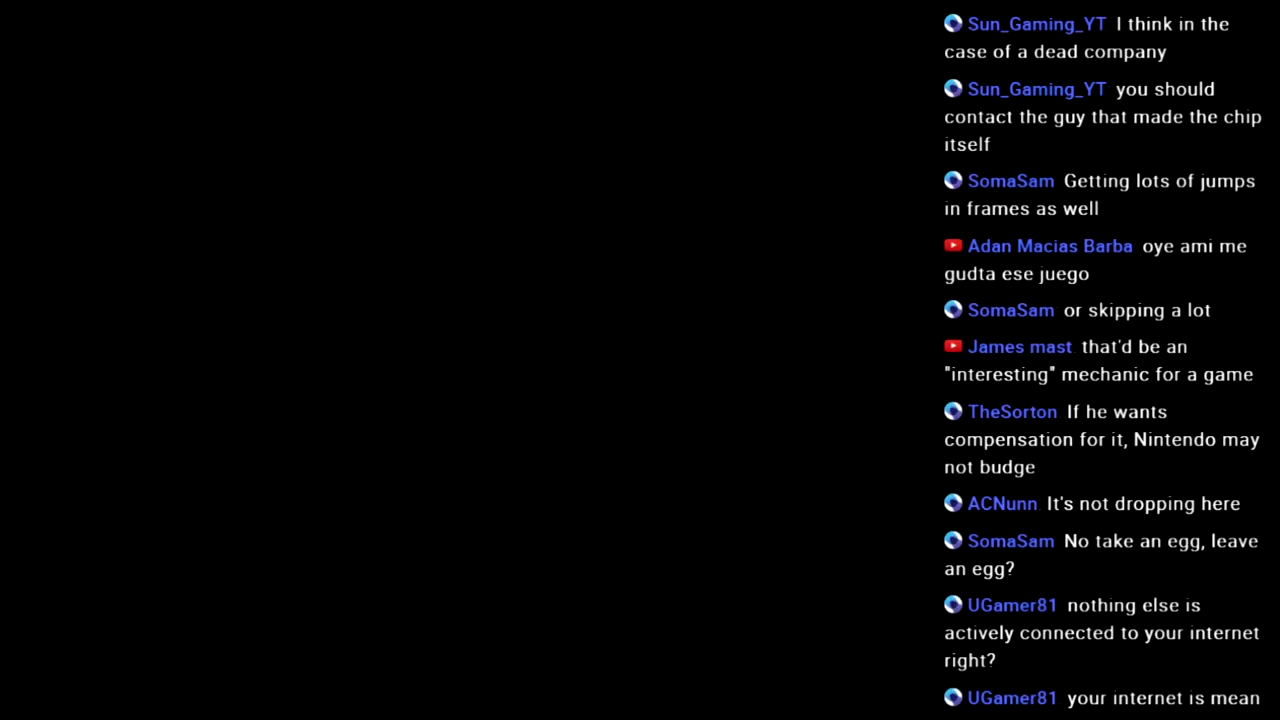 Sun_Gaming_YT I think in the
case of a dead company
Sun_Gaming_YT you should
contact the guy that made the chip
itself
SomaSam Getting lots of jumps
in frames as well
Adan Macias Barba oye ami me
gudta ese juego
SomaSam or skipping a lot
James mast that'd be an
"interesting" mechanic for a game
TheSorton If he wants
compensation for it, Nintendo may
not budge
ACNunn It's not dropping here
SomaSam No take an egg, leave
an egg?
UGamer81 nothing else is
actively connected to your internet
right?
UGamer81 your internet is mean